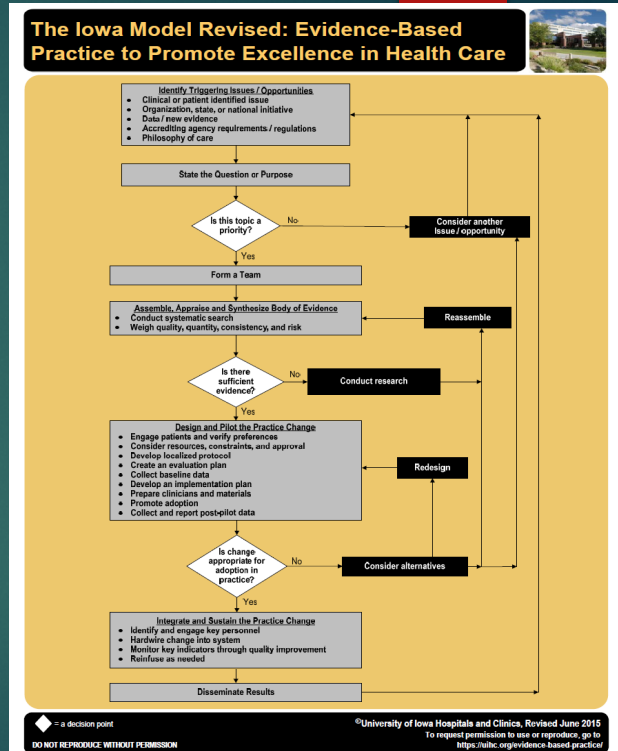 The Iowa Model Revised: Evidence-Based
Practice to Promote Excellence in Health Care
Identify Triggering Issues / Opportunities
• Clinical or patient identified issue
• Organization, state, or national initiative
• Data / new evidence
• Accrediting agency requirements / regulations
• Philosophy of care
State the Question or Purpose
Is this topic a
priority?
No
Consider another
Issue / opportunity
Yes
Form a Team
Assemble, Appraise and Synthesize Body of Evidence
• Conduct systematic search
• Weigh quality, quantity, consistency, and risk
Reassemble
Is there
sufficient
evidence?
No
Conduct research
Yes
Design and Pilot the Practice Change
• Engage patients and verify preferences
• Consider resources, constraints, and approval
• Develop localized protocol
• Create an evaluation plan
• Collect baseline data
• Develop an implementation plan
• Prepare clinicians and materials
• Promote adoption
• Collect and report post-pilot data
Redesign
Is change
appropriate for
adoption in
practice?
No
Consider alternatives
Yes
Integrate and Sustain the Practice Change
• Identify and engage key personnel
• Hardwire change into system
• Monitor key indicators through quality improvement
• Reinfuse as needed
Disseminate Results
= a decision point
©University of Iowa Hospitals and Clinics, Revised June 2015
To request permission to use or reproduce, go to
DO NOT REPRODUCE WITHOUT PERMISSION
https://uihc.org/evidence-based-practice/